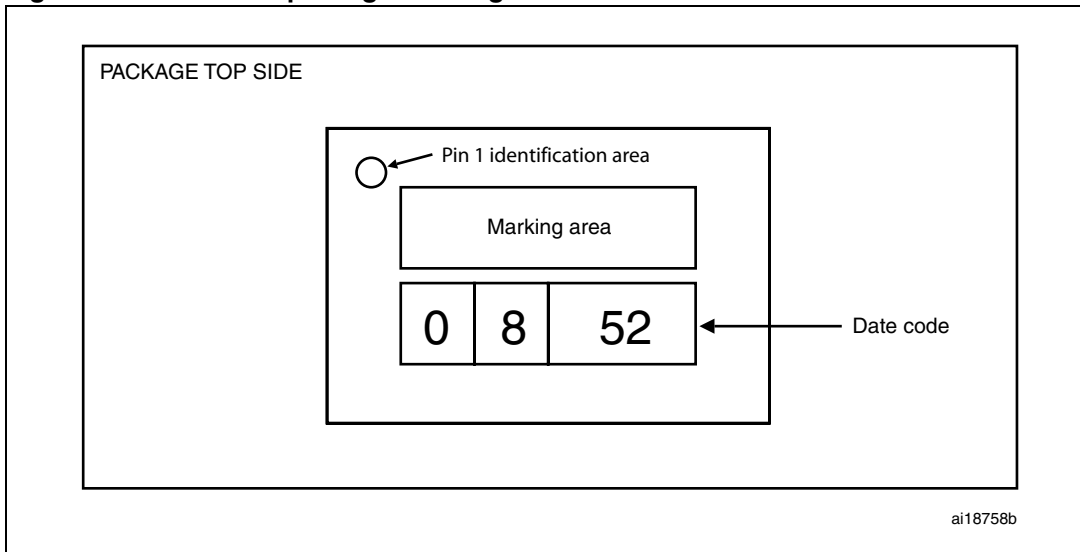 PACKAGE TOP SIDE
Pin 1 identification area
Marking area
0 8 52
Date code
ai18758b